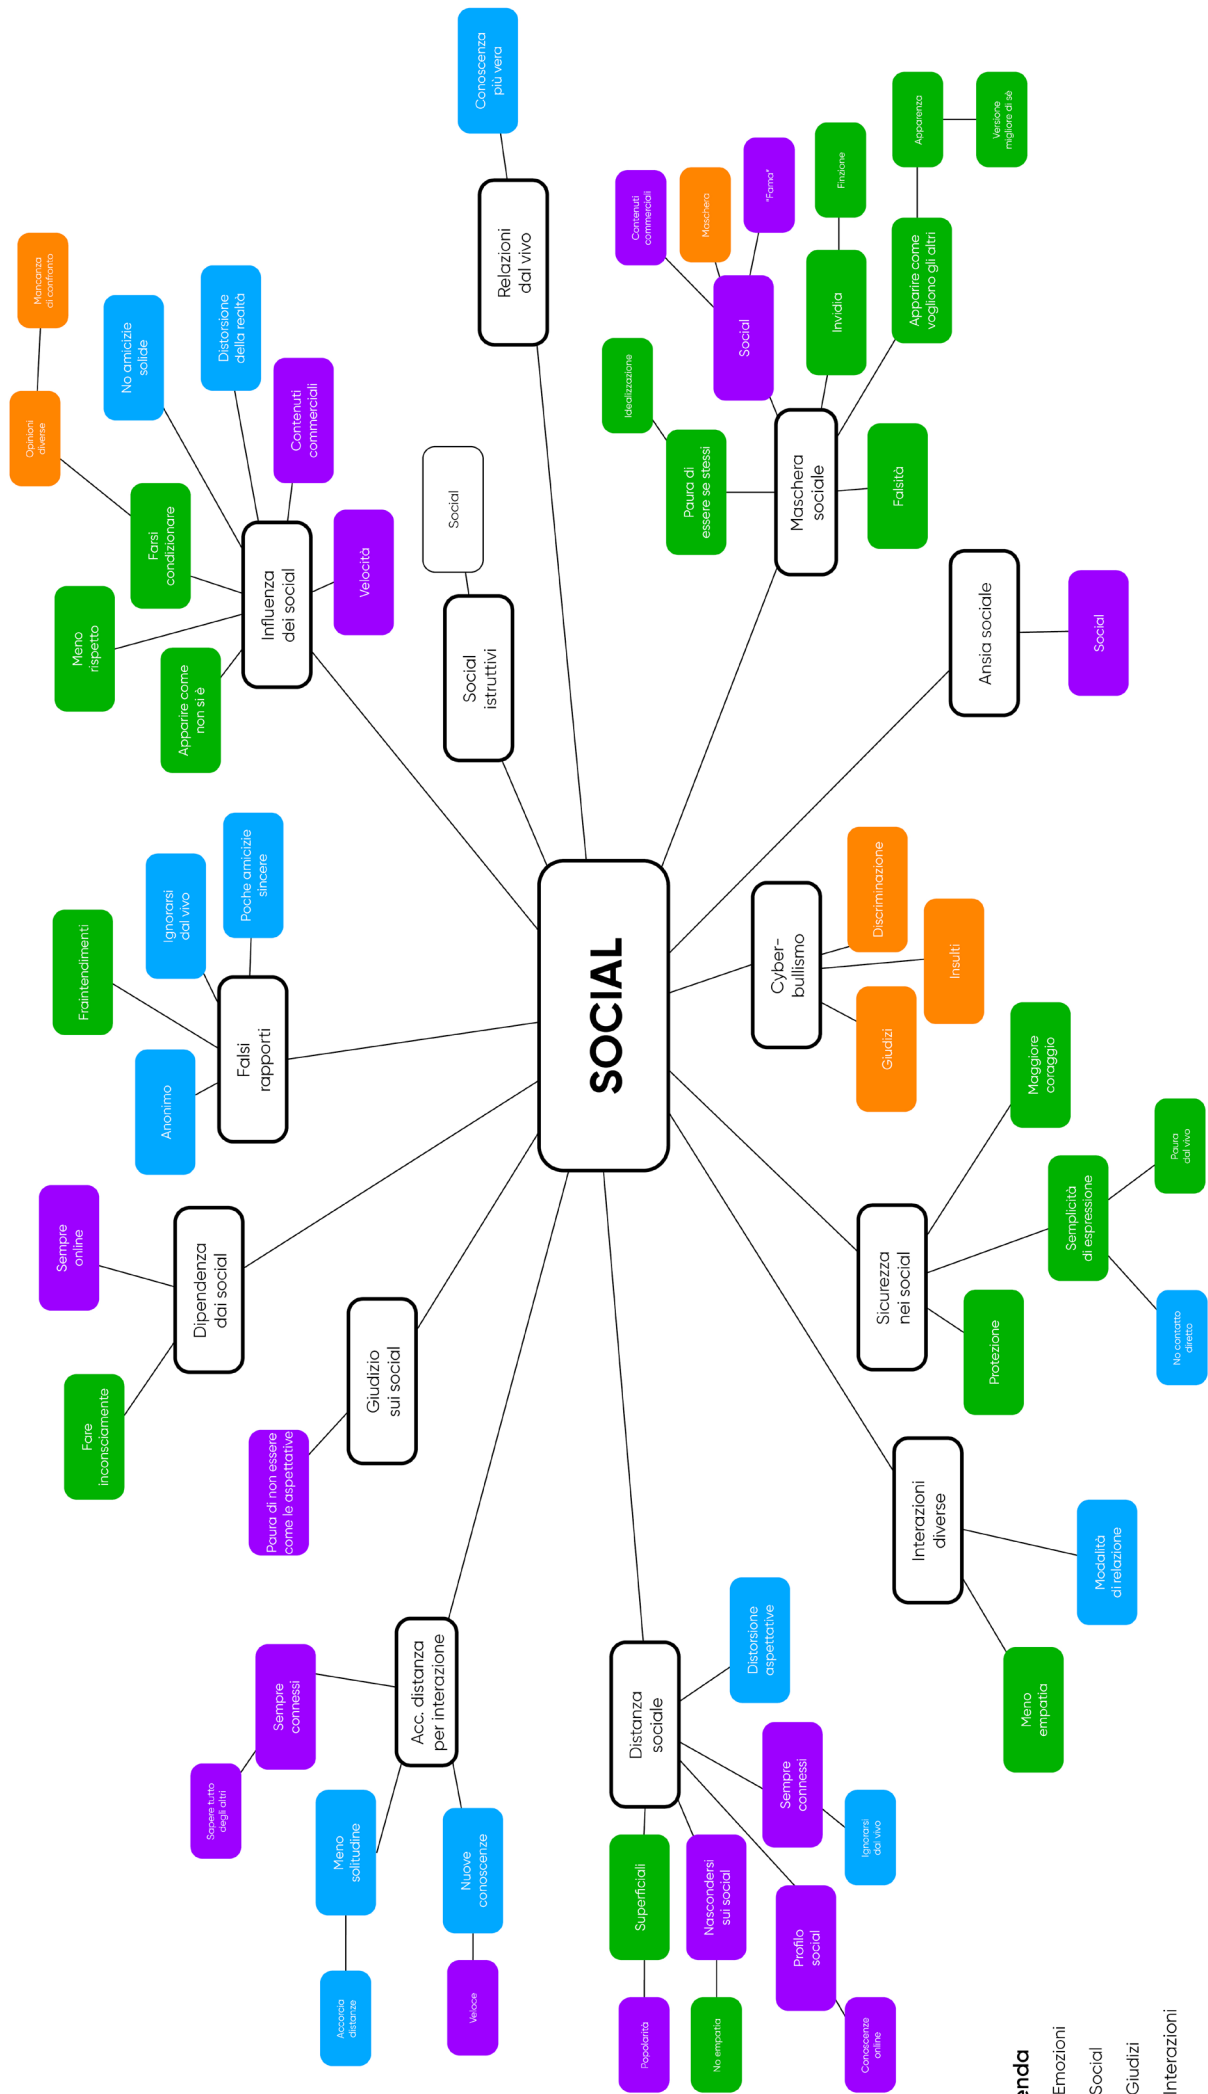 SOCIAL
Acc. distanza
per interazione
Sempre
connessi
Sapere tutto
degli altri
Meno
solitudine
Accorcia
distanze
Nuove
conoscenze
Veloce
Giudizio
sui social
Paura di non essere
come le aspettative
Dipendenza
dai social
Fare
inconsciamente
Sempre
online
Falsi
rapporti
Anonimo
Fraintendimenti
Ignorarsi
dal vivo
Poche amicizie
sincere
Influenza
dei social
Apparire come
non si è
Meno
rispetto
Farsi
condizionare
Opinioni
diverse
Mancanza
di confronto
No amicizie
solide
Distorsione
della realtà
Contenuti
commerciali
Velocità
Social
istruttivi
Social
Relazioni
dal vivo
Conoscenza
più vera
Maschera
sociale
Paura di
essere se stessi
Idealizzazione
Social
Contenuti
commerciali
Maschera
"Fama"
Invidia
Finzione
Apparire come
vogliono gli altri
Apparenza
Versione
migliore di sè
Falsità
Ansia sociale
Social
Cyber-
bullismo
Giudizi
Insulti
Discriminazione
Sicurezza
nei social
Protezione
Semplicità
di espressione
No contatto
diretto
Paura
dal vivo
Maggiore
coraggio
Interazioni
diverse
Meno
empatia
Modalità
di relazione
Distanza
sociale
Superficiali
Popolarità
Nascondersi
sui social
No empatia
Profilo
social
Conoscenze
online
Sempre
connessi
Ignorarsi
dal vivo
Distorsione
aspettative
enda
Emozioni
Social
Giudizi
Interazioni